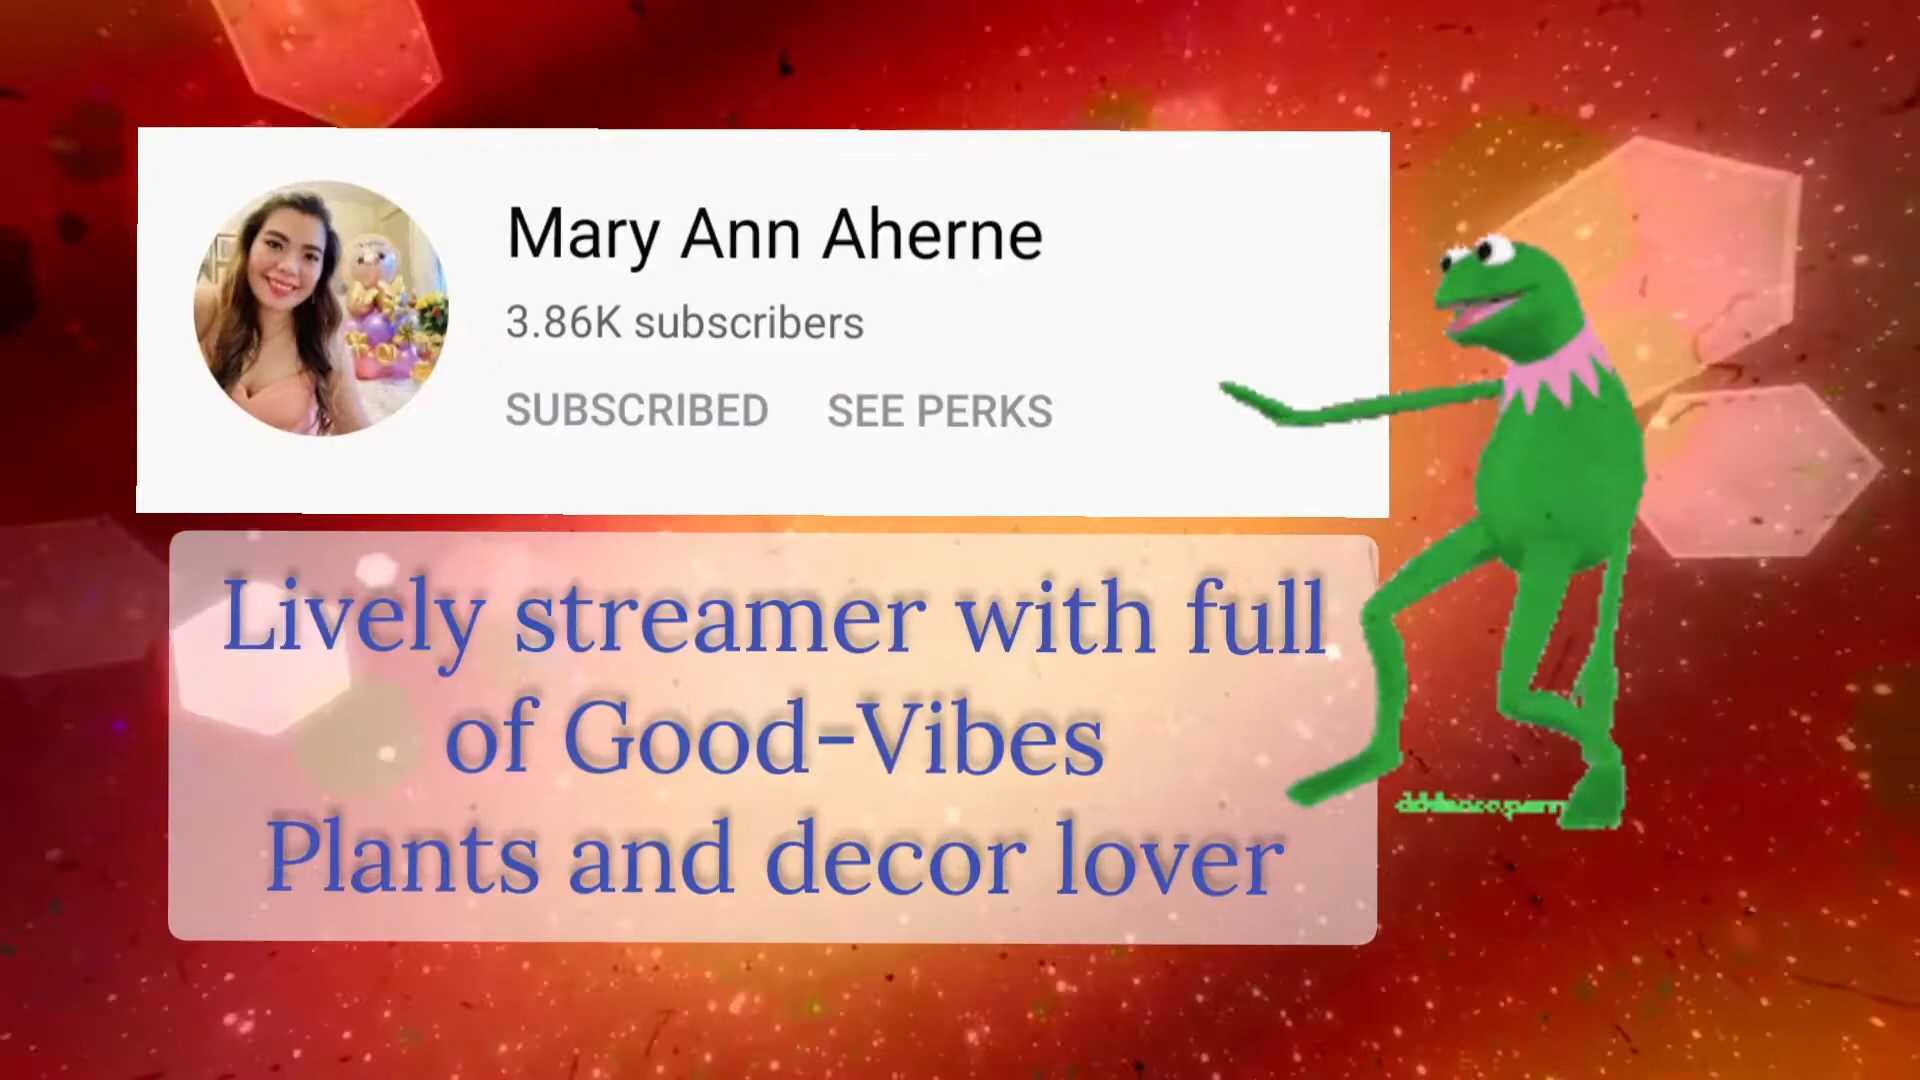 Mary Ann Aherne
3.86K subscribers
SUBSCRIBED SEE PERKS
Lively streamer with full
of Good-Vibes
Plants and decor lover